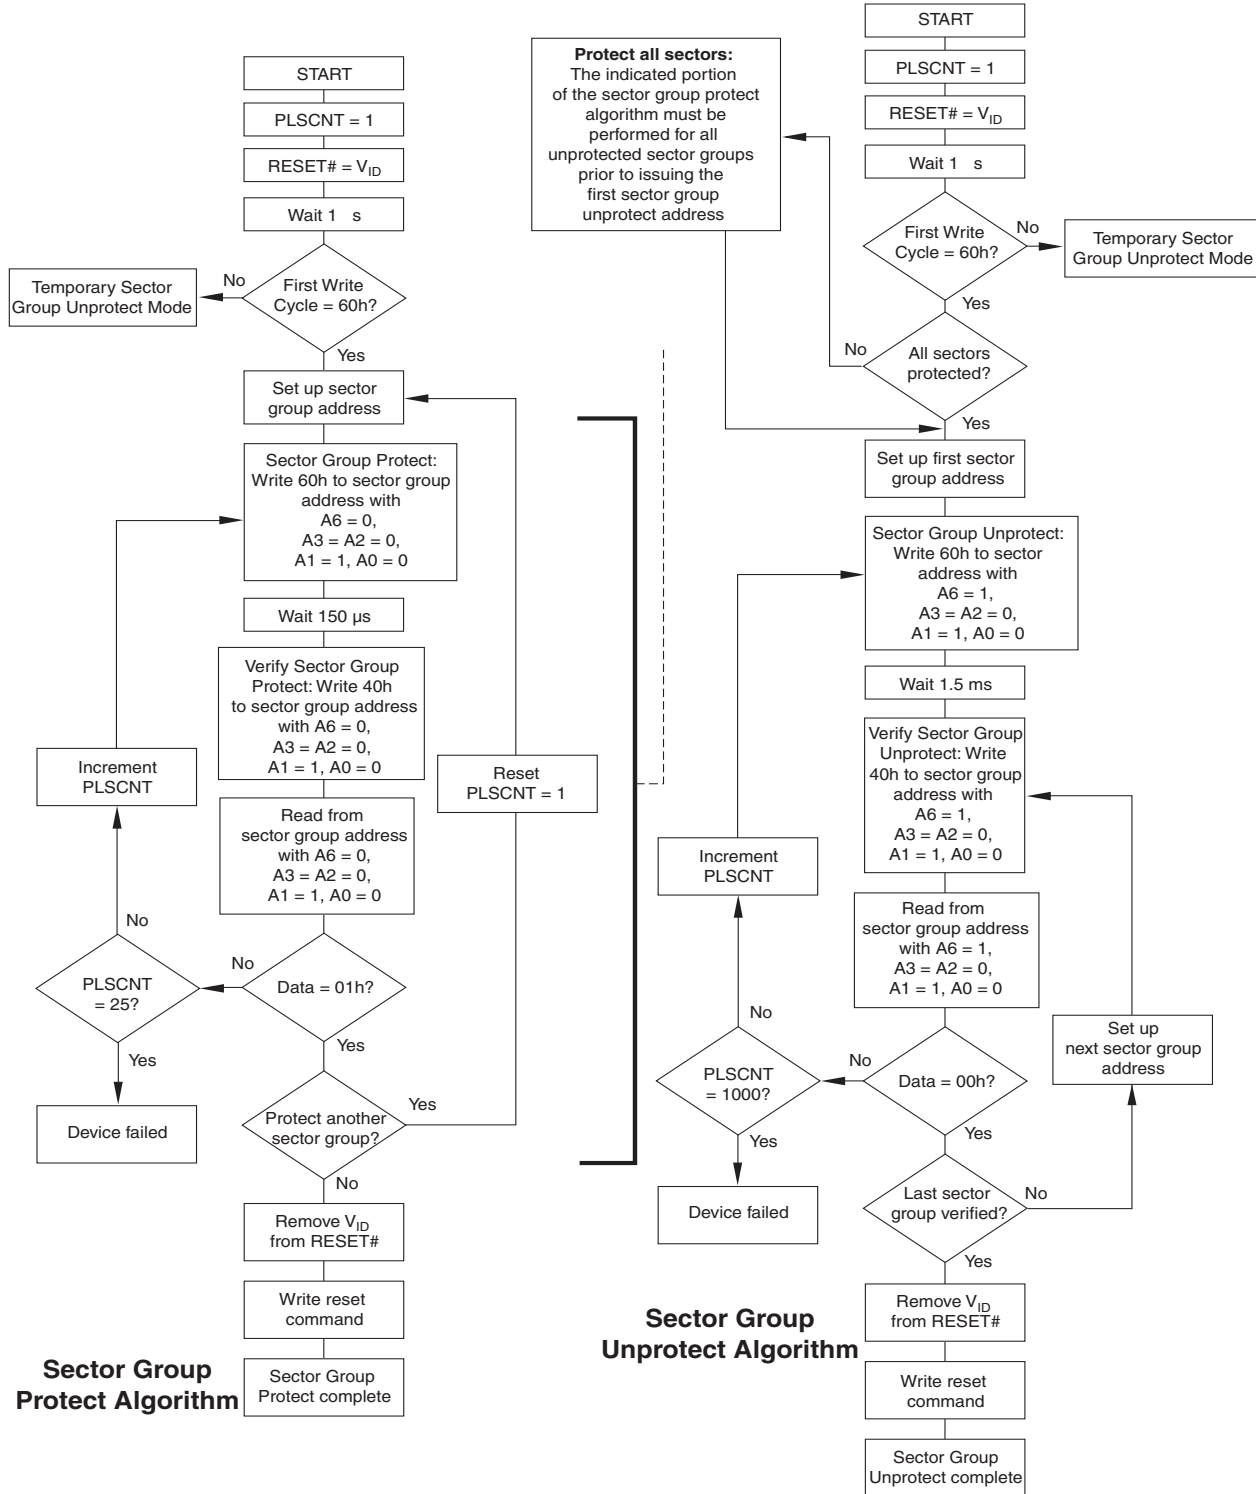 START
PLSCNT = 1
RESET# = VID
Wait 1 s
First Write
Cycle = 60h?
No
Temporary Sector
Group Unprotect Mode
Yes
Set up sector
group address
Sector Group Protect:
Write 60h to sector group
address with
A6 = 0,
A3 = A2 = 0,
A1 = 1, A0 = 0
Wait 150 µs
Verify Sector Group
Protect: Write 40h
to sector group address
with A6 = 0,
A3 = A2 = 0,
A1 = 1, A0 = 0
Increment
PLSCNT
Reset
PLSCNT = 1
Read from
sector group address
with A6 = 0,
A3 = A2 = 0,
A1 = 1, A0 = 0
No
PLSCNT
= 25?
No
Data = 01h?
Yes
Yes
Device failed
Protect another
sector group?
Yes
No
Remove VID
from RESET#
Write reset
command
Sector Group
Protect complete
Sector Group
Protect Algorithm
Protect all sectors:
The indicated portion
of the sector group protect
algorithm must be
performed for all
unprotected sector groups
prior to issuing the
first sector group
unprotect address
START
PLSCNT = 1
RESET# = VID
Wait 1 s
First Write
Cycle = 60h?
No
Temporary Sector
Group Unprotect Mode
Yes
No
All sectors
protected?
Yes
Set up first sector
group address
Sector Group Unprotect:
Write 60h to sector
address with
A6 = 1,
A3 = A2 = 0,
A1 = 1, A0 = 0
Wait 1.5 ms
Verify Sector Group
Unprotect: Write
40h to sector group
address with
A6 = 1,
A3 = A2 = 0,
A1 = 1, A0 = 0
Increment
PLSCNT
Read from
sector group address
with A6 = 1,
A3 = A2 = 0,
A1 = 1, A0 = 0
No
PLSCNT
= 1000?
No
Data = 00h?
Set up
next sector group
address
Yes
Yes
Device failed
Last sector
group verified?
No
Yes
Remove VID
from RESET#
Write reset
command
Sector Group
Unprotect complete
Sector Group
Unprotect Algorithm